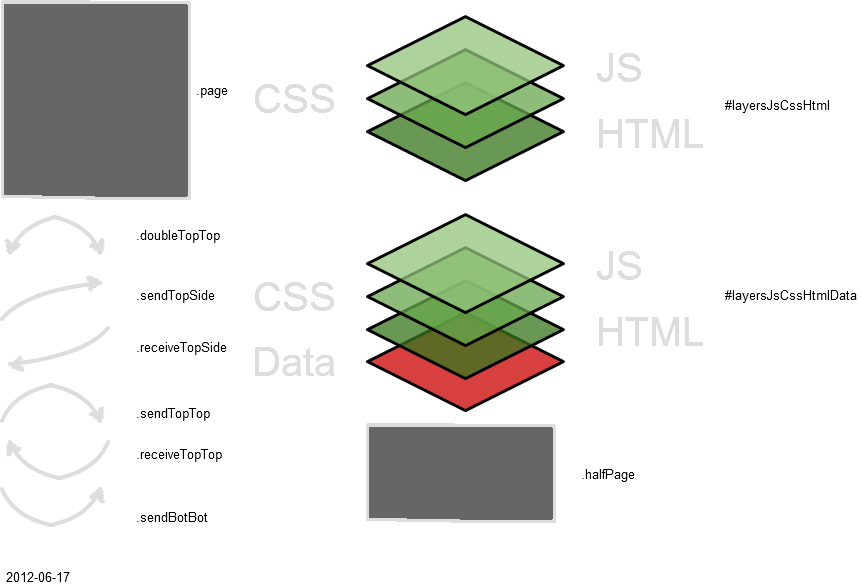 .page
CSS
JS
HTML
#layersJsCssHtml
.doubleTopTop
.sendTopSide
.receiveTopSide
.sendTopTop
.receiveTopTop
.sendBotBot
CSS
Data
JS
HTML
#layersJsCssHtmlData
.halfPage
2012-06-17